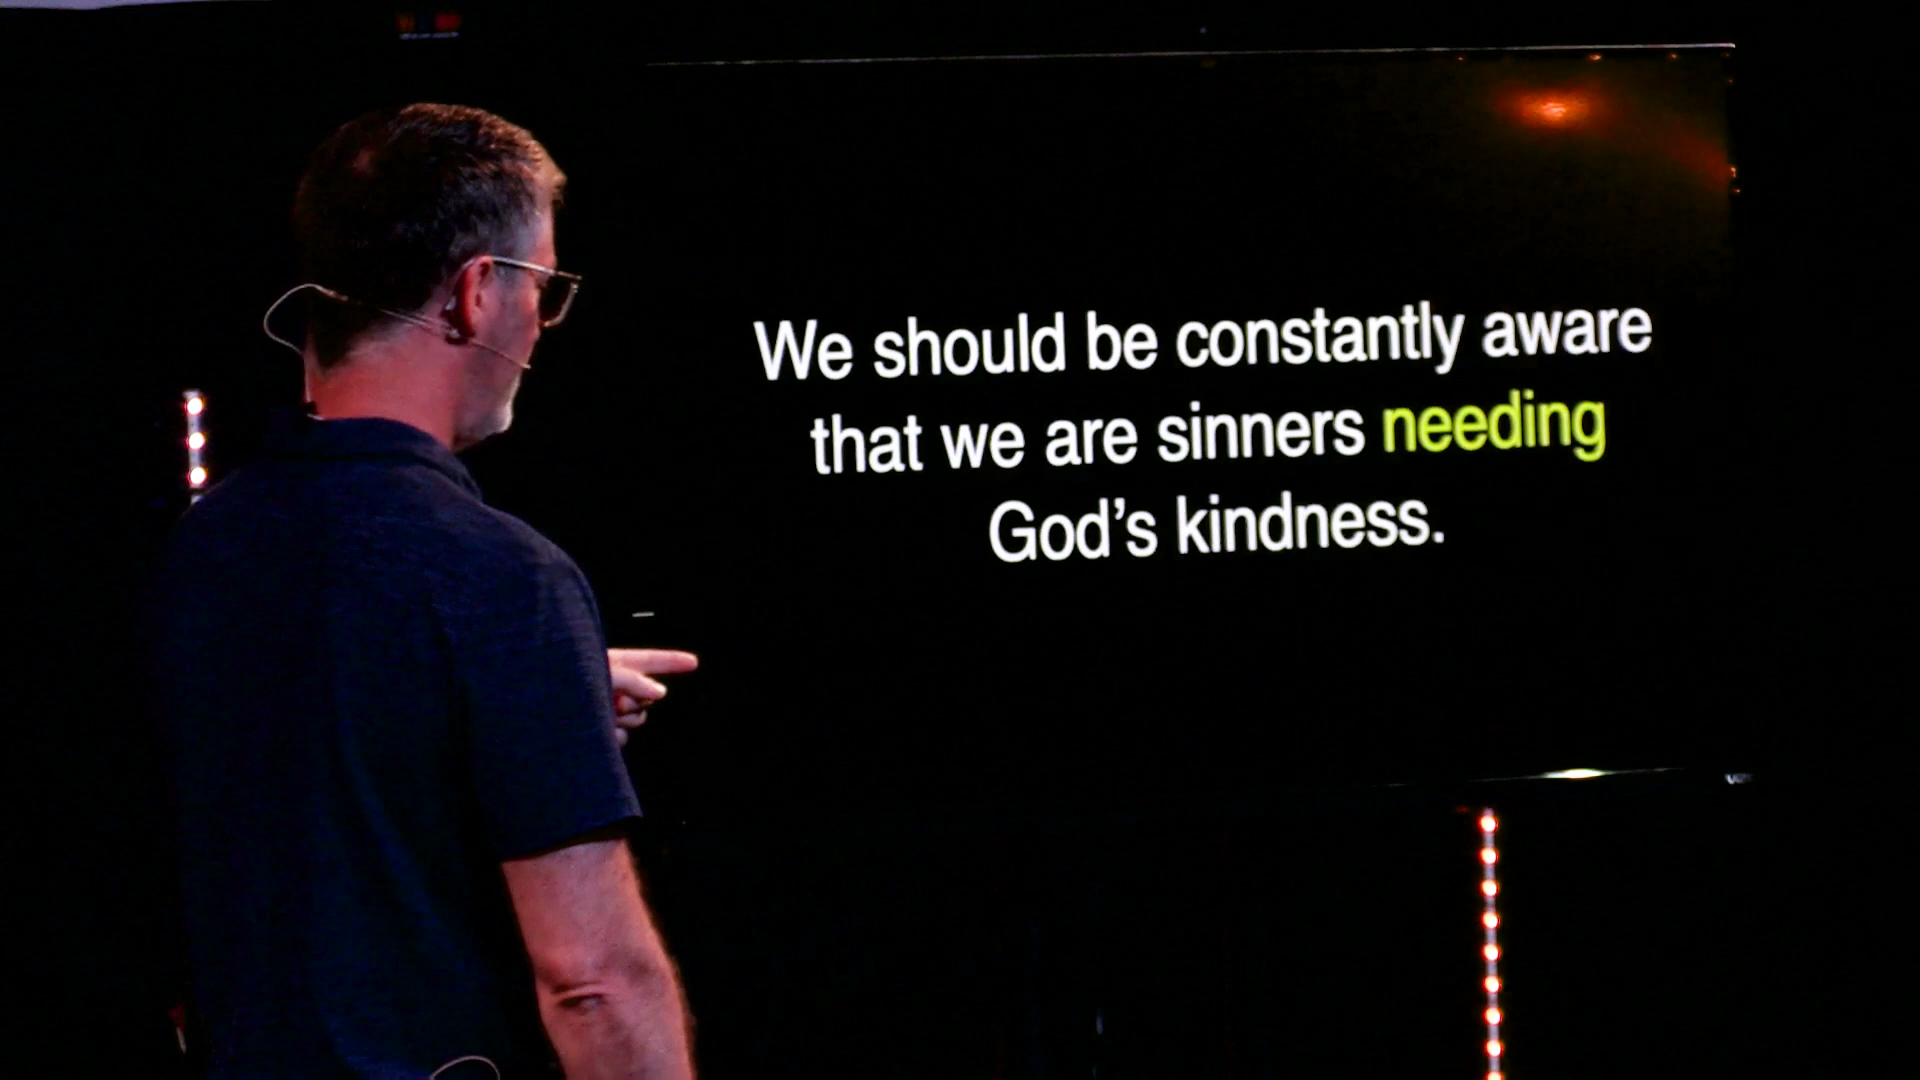 We should be constantly aware
that we are sinners needing
God's kindness.